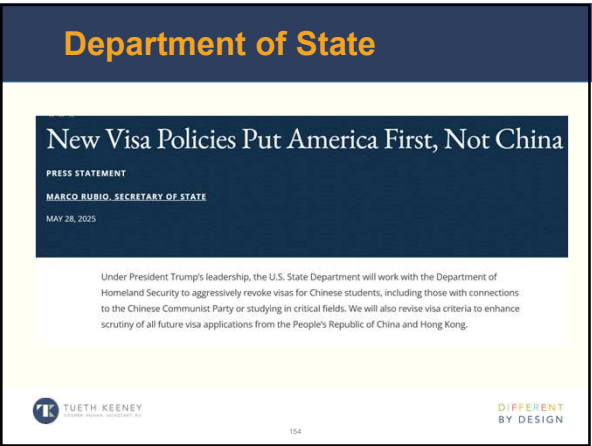 Department of State
New Visa Policies Put America First, Not China
PRESS STATEMENT
MARCO RUBIO, SECRETARY OF STATE
MAY 28, 2025
Under President Trump's leadership, the U.S. State Department will work with the Department of
Homeland Security to aggressively revoke visas for Chinese students, including those with connections
to the Chinese Communist Party or studying in critical fields. We will also revise visa criteria to enhance
scrutiny of all future visa applications from the People's Republic of China and Hong Kong.
TK
TUETH KEENEY
DIFFERENT
BY DESIGN
154